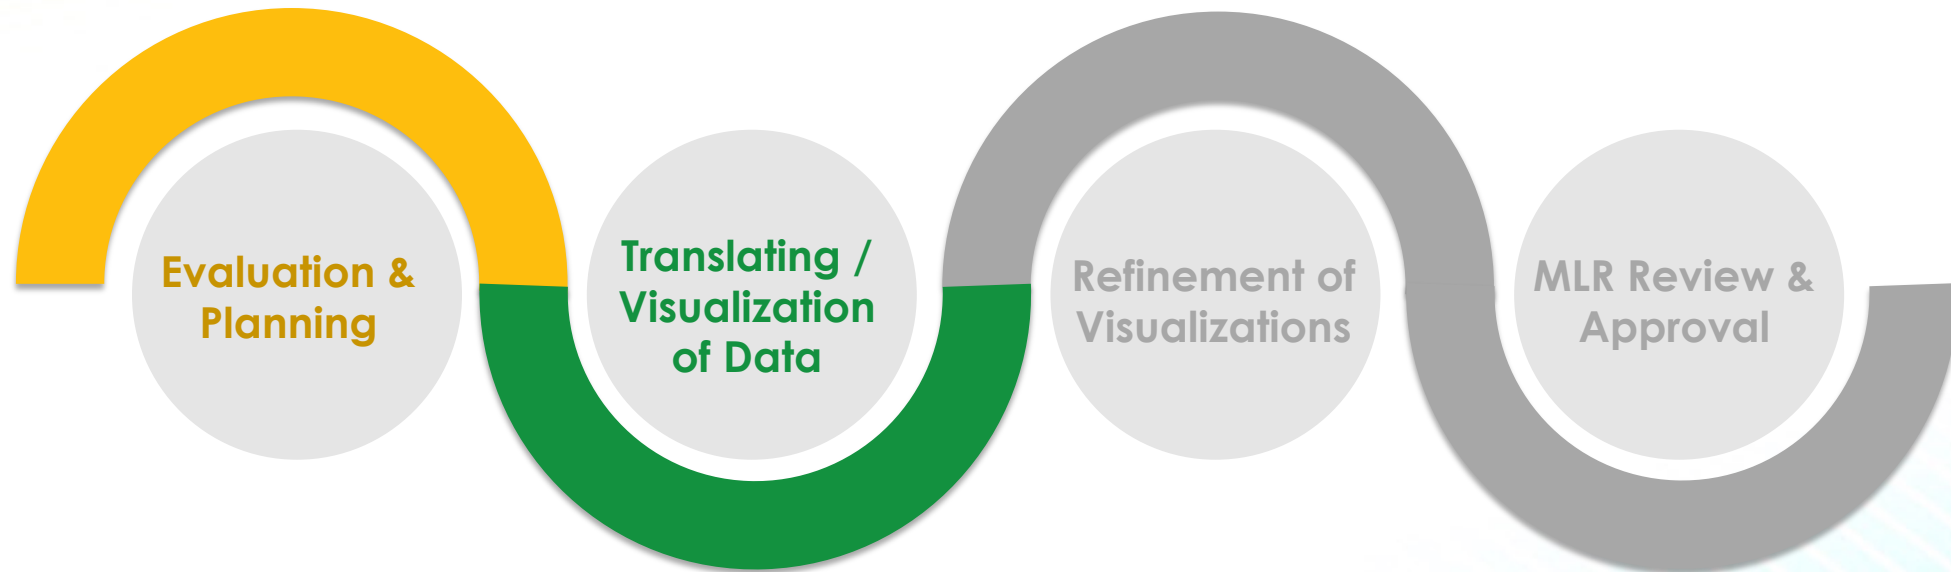 Evaluation &
Planning
Translating /
Visualization
of Data
Refinement of
Visualizations
MLR Review &
Approval